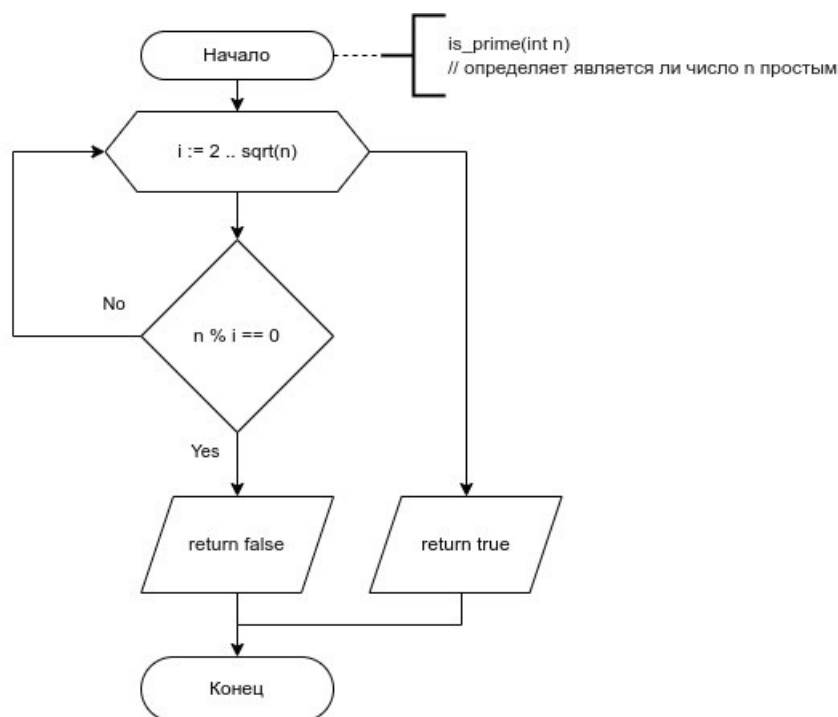 Начало
is_prime(int n)
// определяет является ли число n простым
i := 2 .. sqrt(n)
No
n % i == 0
Yes
return false
return true
Конец